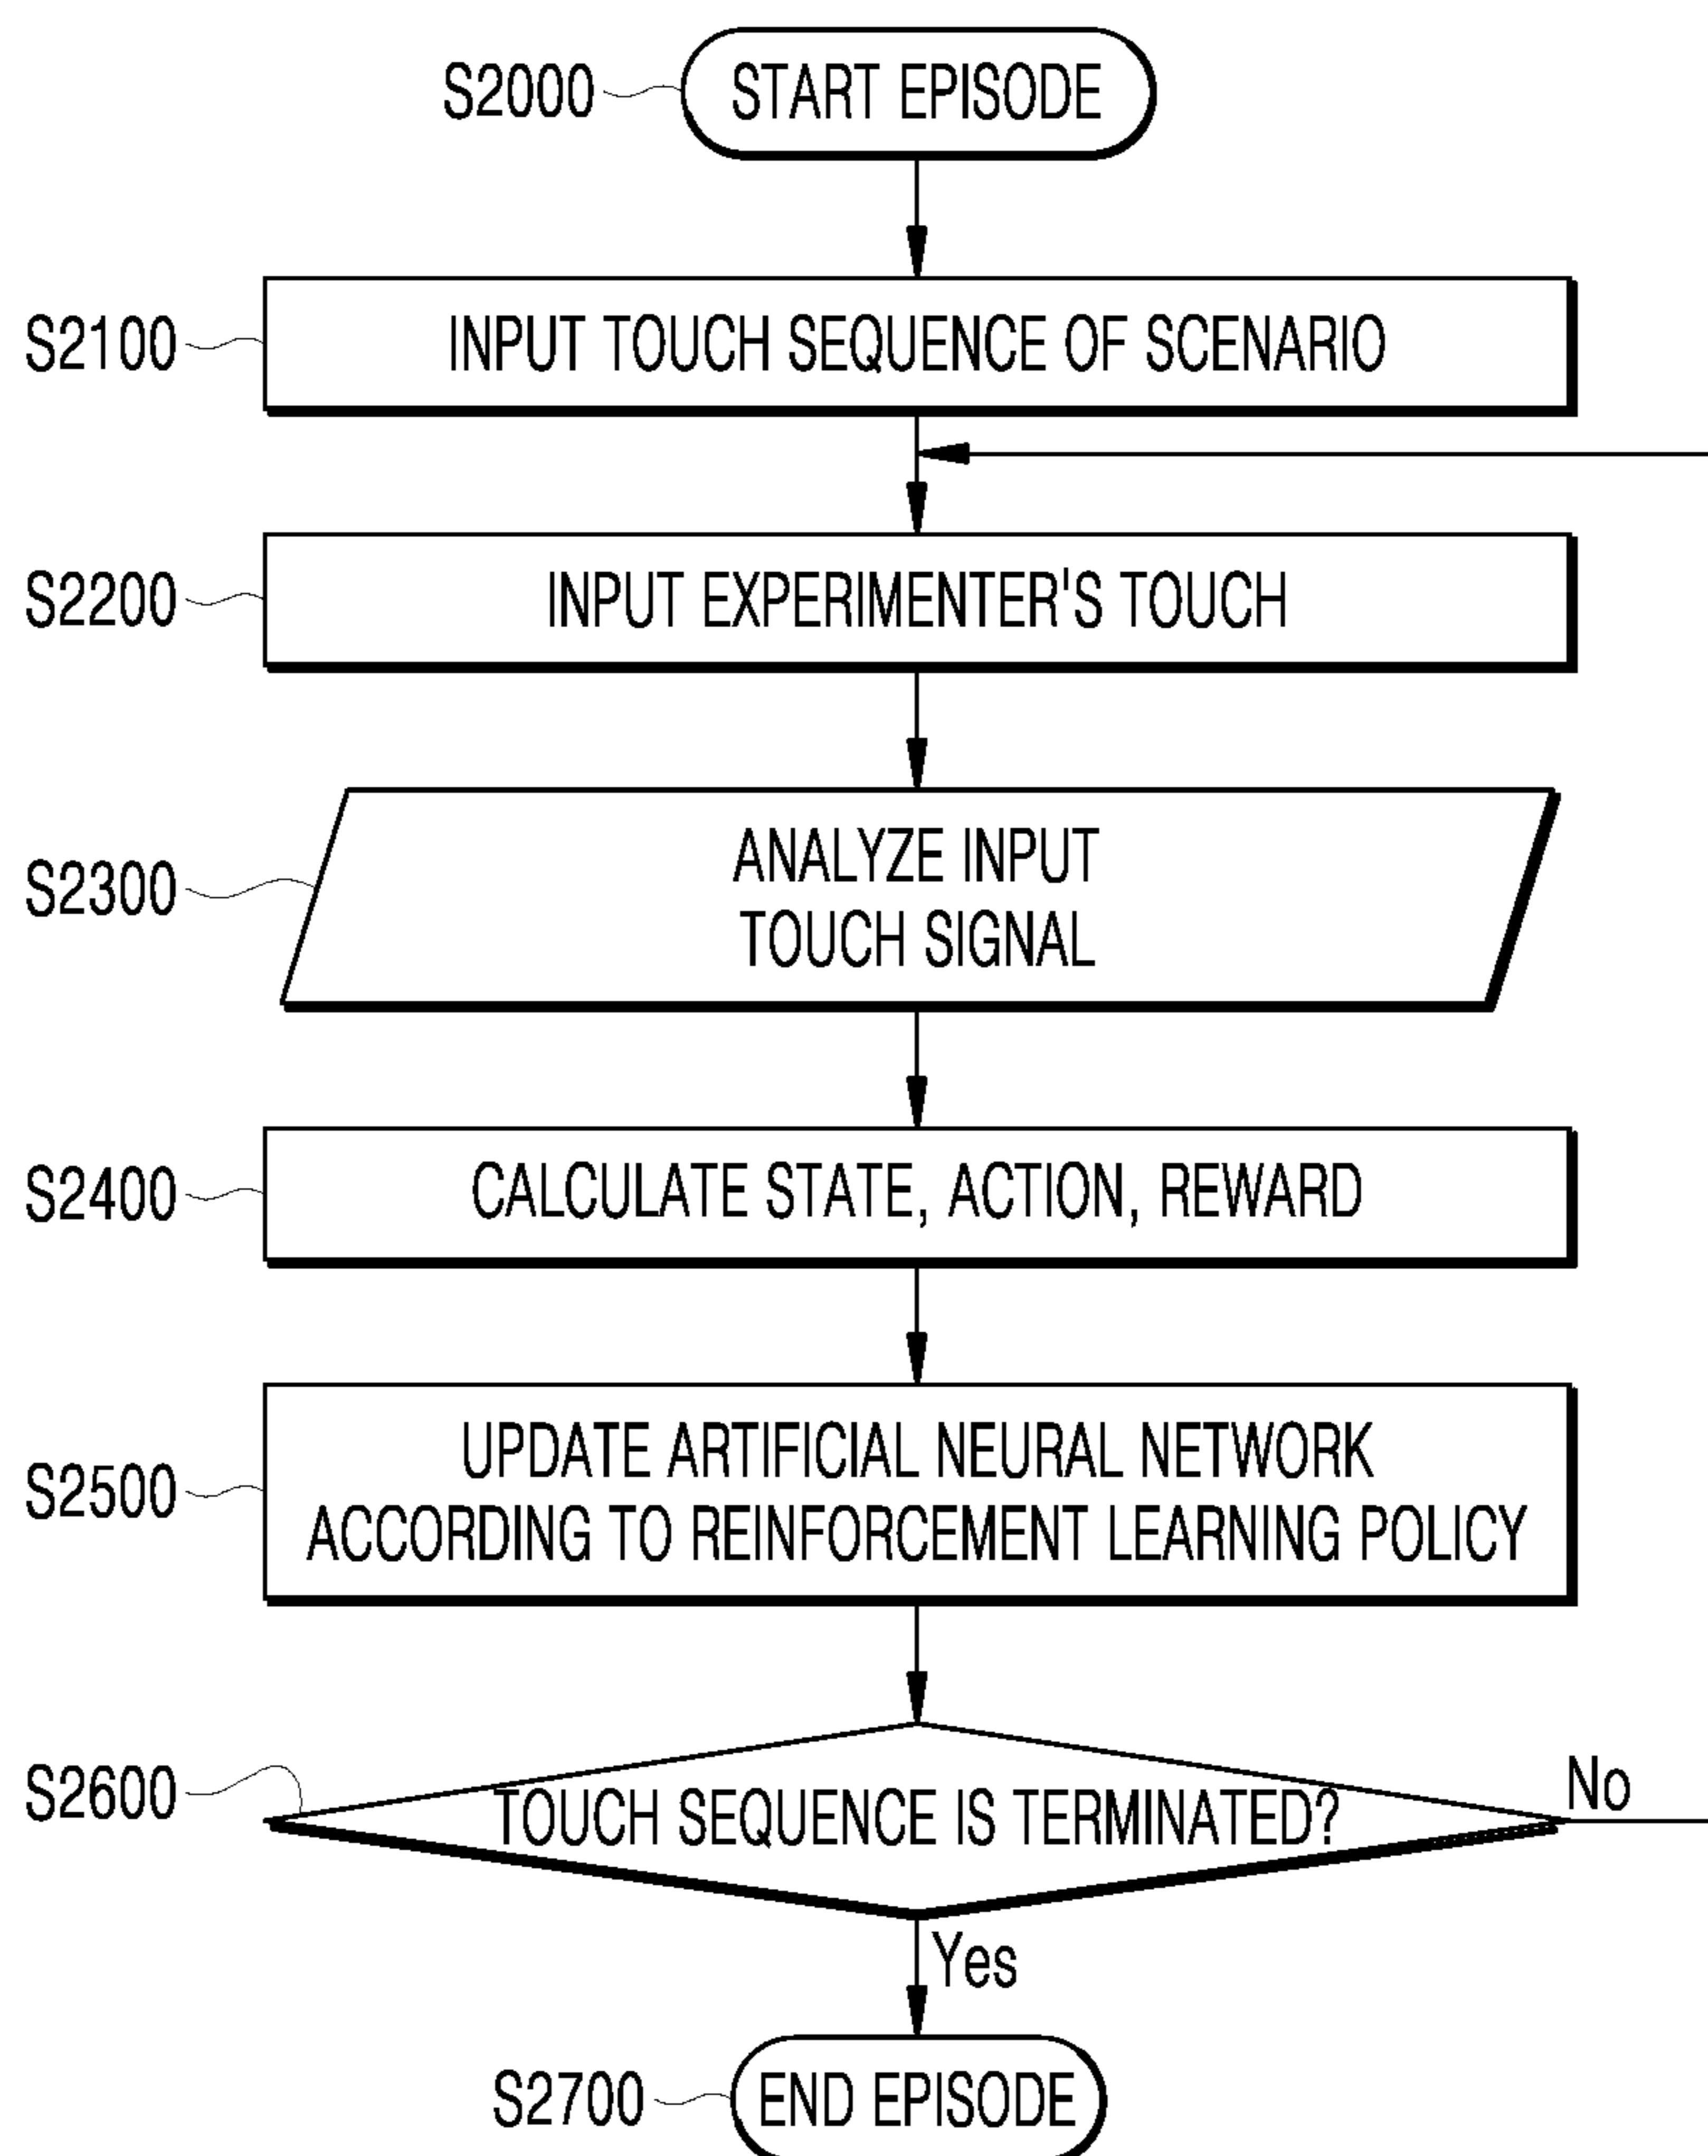 S2000 START EPISODE
S2100 INPUT TOUCH SEQUENCE OF SCENARIO
S2200 INPUT EXPERIMENTER'S TOUCH
S2300 ANALYZE INPUT
TOUCH SIGNAL
S2400 CALCULATE STATE, ACTION, REWARD
S2500 UPDATE ARTIFICIAL NEURAL NETWORK
ACCORDING TO REINFORCEMENT LEARNING POLICY
S2600 TOUCH SEQUENCE IS TERMINATED? No
Yes
S2700 END EPISODE